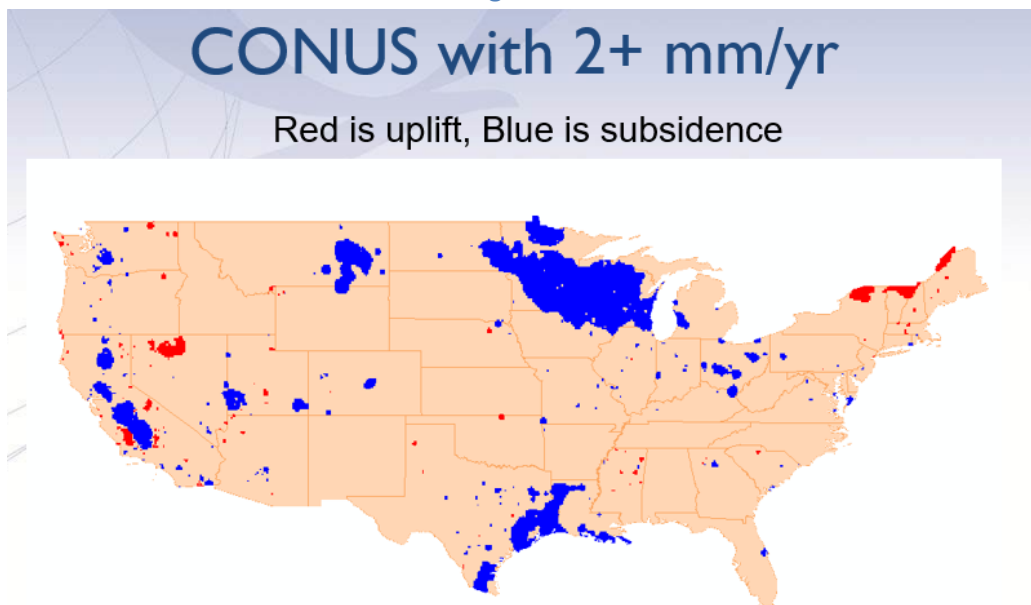 CONUS with 2+ mm/yr
Red is uplift, Blue is subsidence